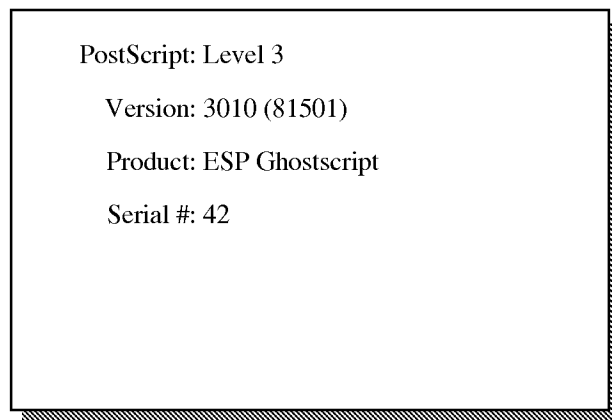 PostScript: Level 3
Version: 3010 (81501)
Product: ESP Ghostscript
Serial #: 42